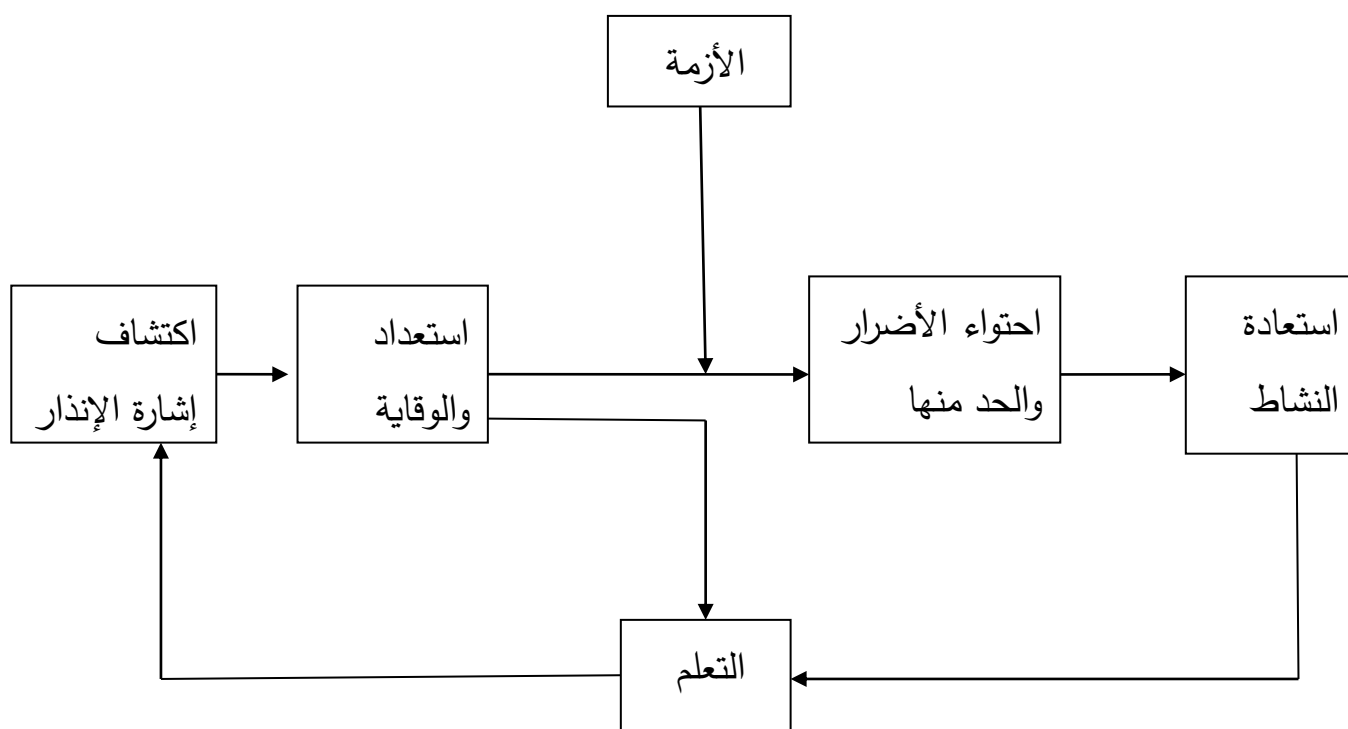 الأزمة
اكتشاف
إشارة الإنذار
استعداد
والوقاية
احتواء الأضرار
والحد منها
استعادة
النشاط
التعلم